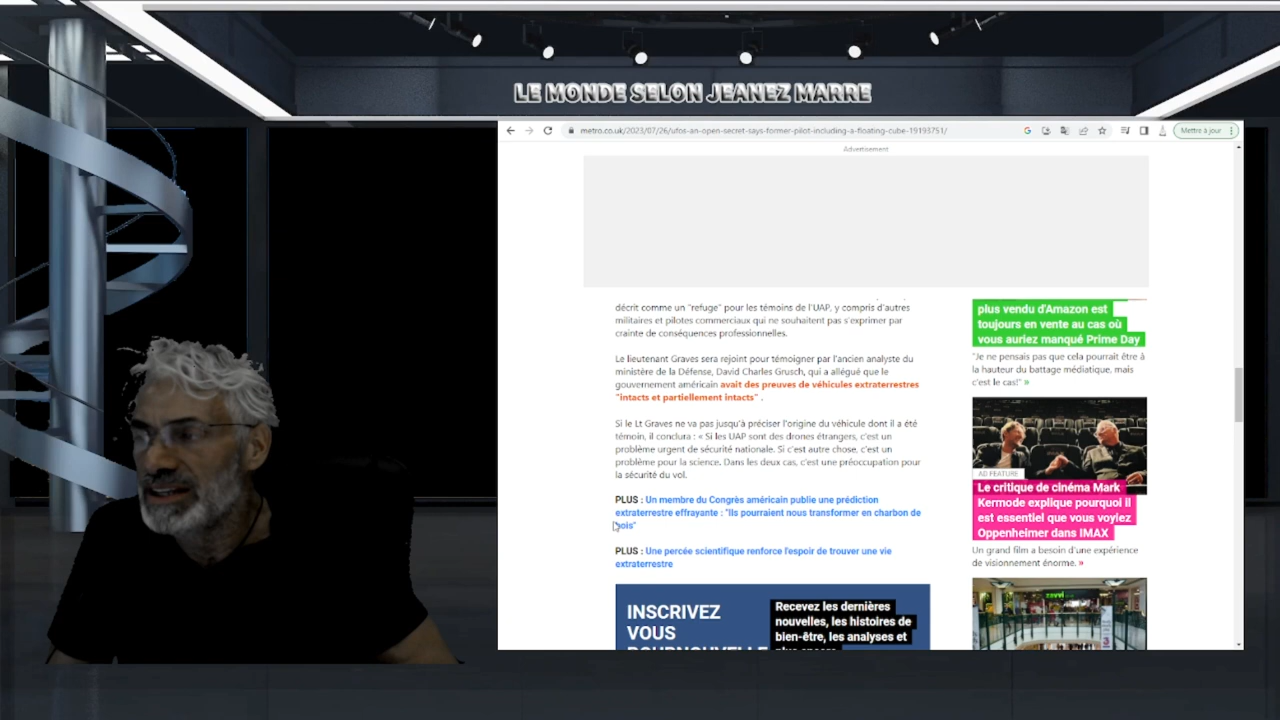 LE MONDE SELON JEANEZ MARRE
metro.co.uk/2023/07/26/ufos-an-open-secret-says-former-pilot-including-a-floating-cube-19193751/
Mettre à jour
Advertisement
décrit comme un "refuge" pour les témoins de l'UAP, y compris d'autres
militaires et pilotes commerciaux qui ne souhaitent pas s'exprimer par
crainte de conséquences professionnelles.
Le lieutenant Graves sera rejoint pour témoigner par l'ancien analyste du
ministère de la Défense, David Charles Grusch, qui a allégué que le
gouvernement américain avait des preuves de véhicules extraterrestres
"intacts et partiellement intacts" .
Si le Lt Graves ne va pas jusqu'à préciser l'origine du véhicule dont il a été
témoin, il conclura : « Si les UAP sont des drones étrangers, c'est un
problème urgent de sécurité nationale. Si c'est autre chose, c'est un
problème pour la science. Dans les deux cas, c'est une préoccupation pour
la sécurité du vol.
PLUS : Un membre du Congrès américain publie une prédiction
extraterrestre effrayante : "Ils pourraient nous transformer en charbon de
bois"
PLUS : Une percée scientifique renforce l'espoir de trouver une vie
extraterrestre
INSCRIVEZ
VOUS
Recevez les dernières
nouvelles, les histoires de
bien-être, les analyses et
plus vendu d'Amazon est
toujours en vente au cas où
vous auriez manqué Prime Day
"Je ne pensais pas que cela pourrait être à
la hauteur du battage médiatique, mais
c'est le cas!" »
AD FEATURE
Le critique de cinéma Mark
Kermode explique pourquoi il
est essentiel que vous voyiez
Oppenheimer dans IMAX
Un grand film a besoin d'une expérience
de visionnement énorme. »
zavvi